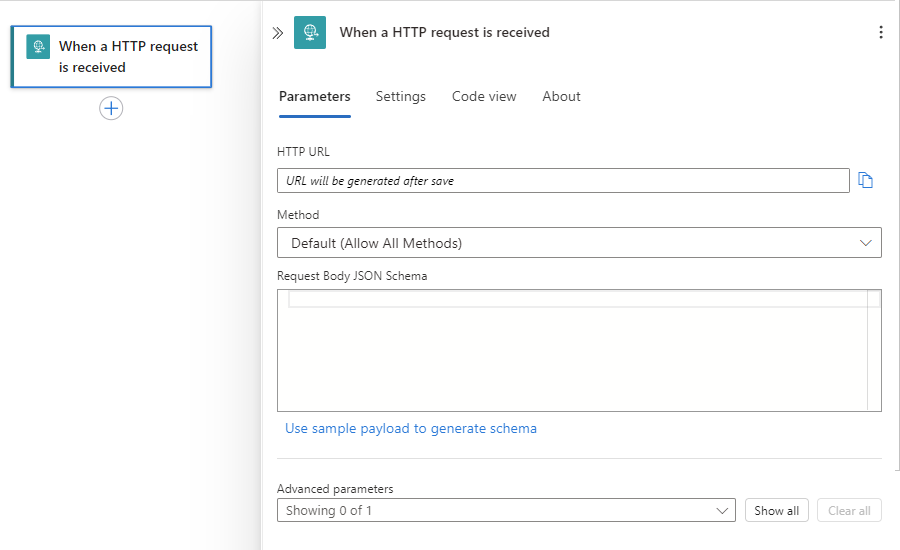 When a HTTP request
is received
When a HTTP request is received
Parameters Settings Code view About
HTTP URL
URL will be generated after save
Method
Default (Allow All Methods)
Request Body JSON Schema
Use sample payload to generate schema
Advanced parameters
Showing 0 of 1 Show all Clear all